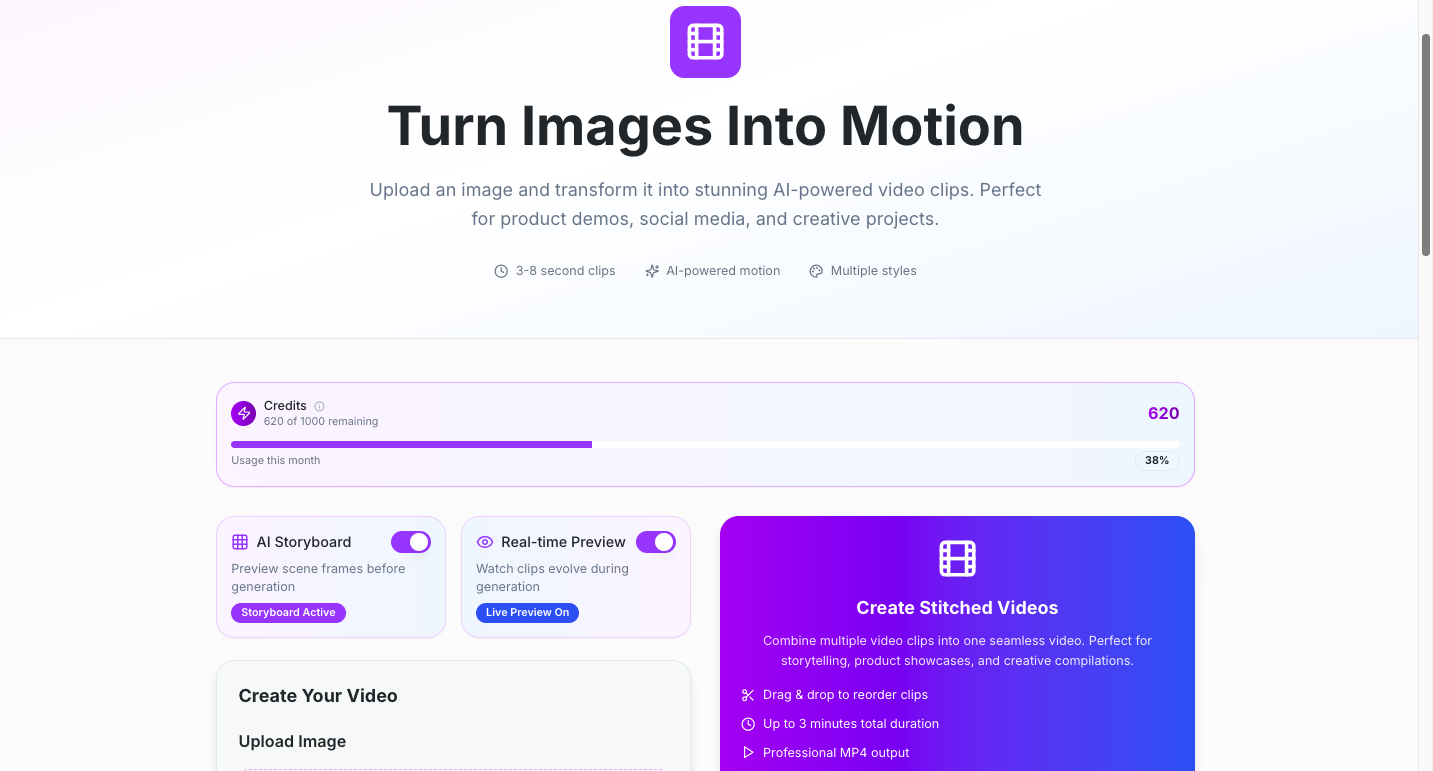 Turn Images Into Motion
Upload an image and transform it into stunning AI-powered video clips. Perfect
for product demos, social media, and creative projects.
3-8 second clips
AI-powered motion
Multiple styles
Credits
620 of 1000 remaining
620
Usage this month
38%
AI Storyboard
Preview scene frames before
generation
Storyboard Active
Real-time Preview
Watch clips evolve during
generation
Live Preview On
Create Your Video
Upload Image
Create Stitched Videos
Combine multiple video clips into one seamless video. Perfect for
storytelling, product showcases, and creative compilations.
Drag & drop to reorder clips
Up to 3 minutes total duration
Professional MP4 output